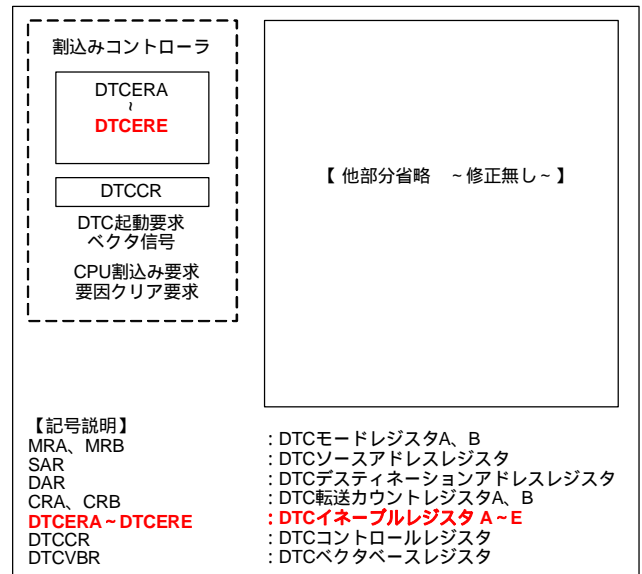 割込みコントローラ
DTCERA
~
DTCERE
DTCCR
DTC起動要求
ベクタ信号
CPU割込み要求
要因クリア要求
【 他部分省略 ~修正無し~ 】
【記号説明】
MRA、MRB :DTCモードレジスタA、B
SAR :DTCソースアドレスレジスタ
DAR :DTCデスティネーションアドレスレジスタ
CRA、CRB :DTC転送カウントレジスタA、B
DTCERA~DTCERE :DTCイネーブルレジスタ A~E
DTCCR :DTCコントロールレジスタ
DTCVBR :DTCベクタベースレジスタ